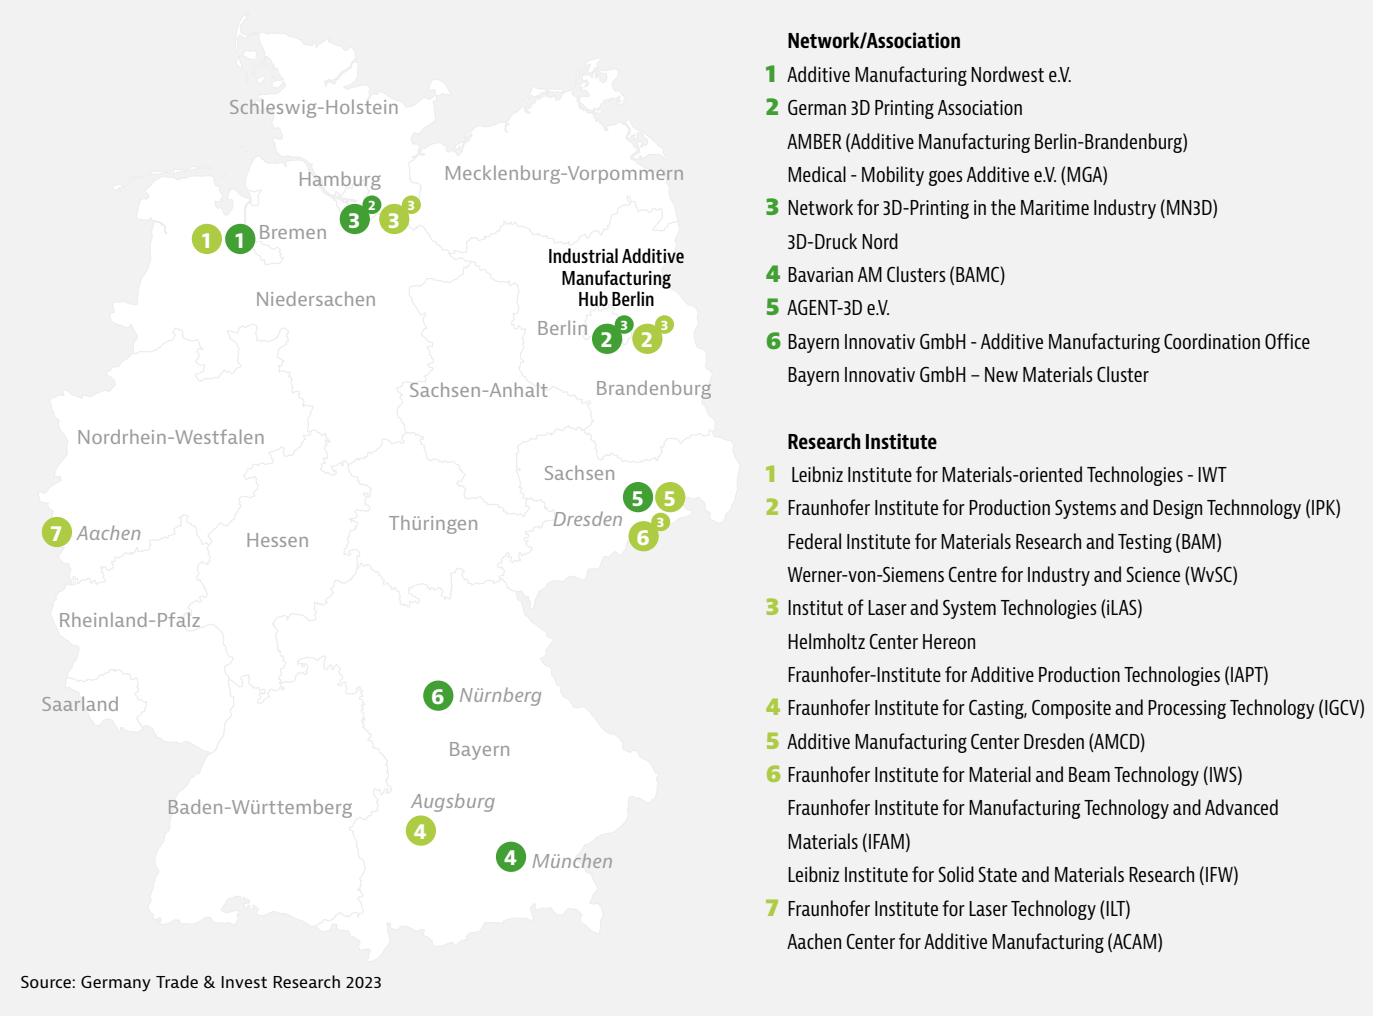 Schleswig-Holstein
Hamburg
Mecklenburg-Vorpommern
3 2 3 3
1 1 Bremen
Industrial Additive
Manufacturing
Hub Berlin
Niedersachen
Berlin 2 3 2 3
Sachsen-Anhalt
Brandenburg
Nordrhein-Westfalen
Sachsen
5 5
Dresden 6 3
7 Aachen
Thüringen
Hessen
Rheinland-Pfalz
Saarland
6 Nürnberg
Bayern
Baden-Württemberg
Augsburg
4
4 München
Source: Germany Trade & Invest Research 2023
Network/Association
1 Additive Manufacturing Nordwest e.V.
2 German 3D Printing Association
AMBER (Additive Manufacturing Berlin-Brandenburg)
Medical - Mobility goes Additive e.V. (MGA)
3 Network for 3D-Printing in the Maritime Industry (MN3D)
3D-Druck Nord
4 Bavarian AM Clusters (BAMC)
5 AGENT-3D e.V.
6 Bayern Innovativ GmbH - Additive Manufacturing Coordination Office
Bayern Innovativ GmbH – New Materials Cluster
Research Institute
1 Leibniz Institute for Materials-oriented Technologies - IWT
2 Fraunhofer Institute for Production Systems and Design Techn­nology (IPK)
Federal Institute for Materials Research and Testing (BAM)
Werner-von-Siemens Centre for Industry and Science (WvSC)
3 Institut of Laser and System Technologies (iLAS)
Helmholtz Center Hereon
Fraunhofer-Institute for Additive Production Technologies (IAPT)
4 Fraunhofer Institute for Casting, Composite and Processing Technology (IGCV)
5 Additive Manufacturing Center Dresden (AMCD)
6 Fraunhofer Institute for Material and Beam Technology (IWS)
Fraunhofer Institute for Manufacturing Technology and Advanced
Materials (IFAM)
Leibniz Institute for Solid State and Materials Research (IFW)
7 Fraunhofer Institute for Laser Technology (ILT)
Aachen Center for Additive Manufacturing (ACAM)